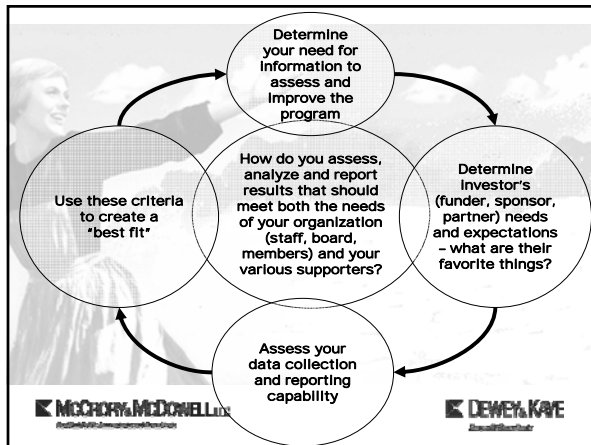 Determine
your need for
information to
assess and
improve the
program
How do you assess,
analyze and report
results that should
meet both the needs
of your organization
(staff, board,
members) and your
various supporters?
Determine
investor's
(funder, sponsor,
partner) needs
and expectations
– what are their
favorite things?
Use these criteria
to create a
"best fit"
Assess your
data collection
and reporting
capability
MCCRORY & MCDOWELL LLC
DEWEY & KAYE